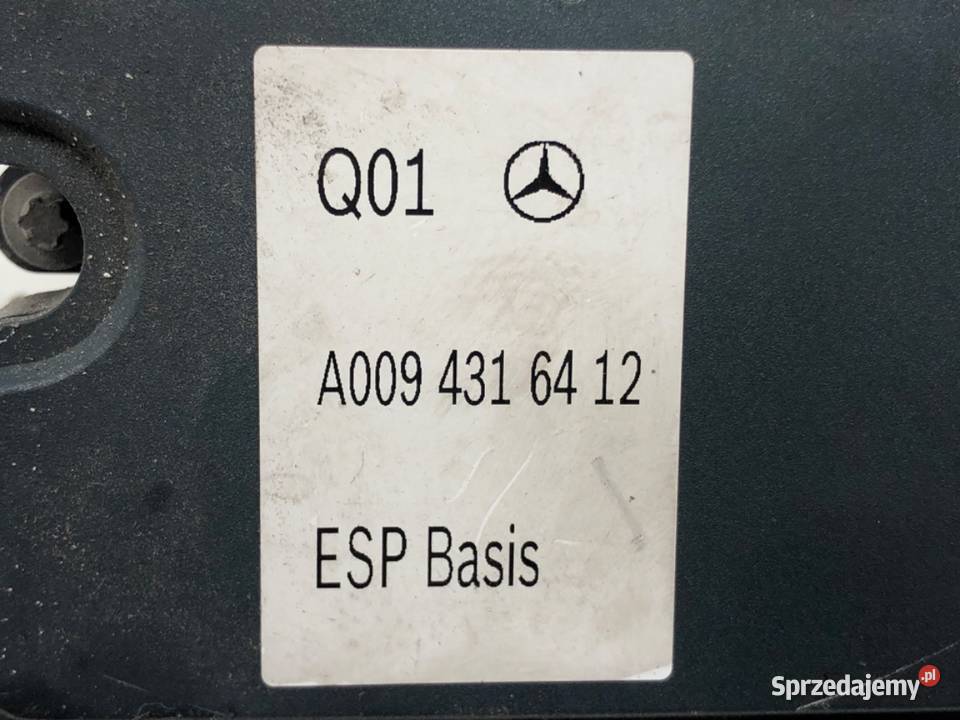 Q01
A009 431 64 12
ESP Basis
Sprzedajemy.pl